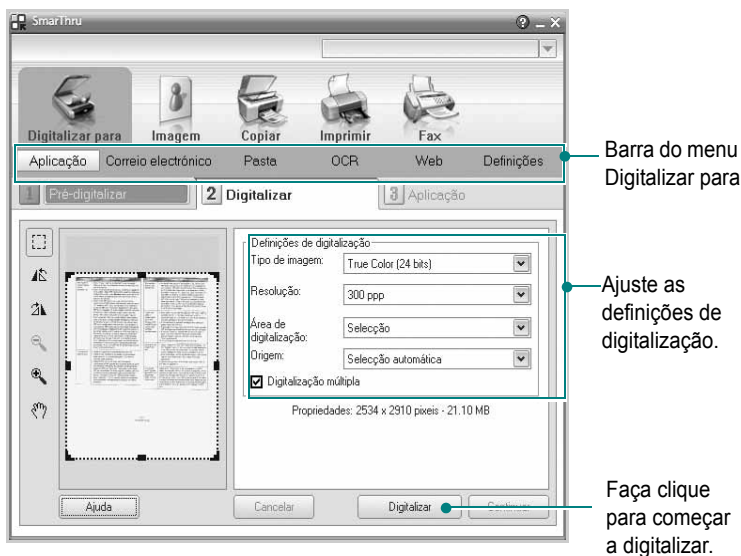 SmarThru
Digitalizar para Imagem Copiar Imprimir Fax
Aplicação Correio electrónico Pasta OCR Web Definições
1 Pré-digitalizar 2 Digitalizar 3 Aplicação
Definições de digitalização
Tipo de imagem: True Color (24 bits)
Resolução: 300 ppp
Área de digitalização: Selecção
Origem: Selecção automática
Digitalização múltipla
Propriedades: 2534 x 2910 pixeis - 21.10 MB
Ajuda Cancelar Digitalizar Continuar
Barra do menu
Digitalizar para
Ajuste as
definições de
digitalização.
Faça clique
para começar
a digitalizar.